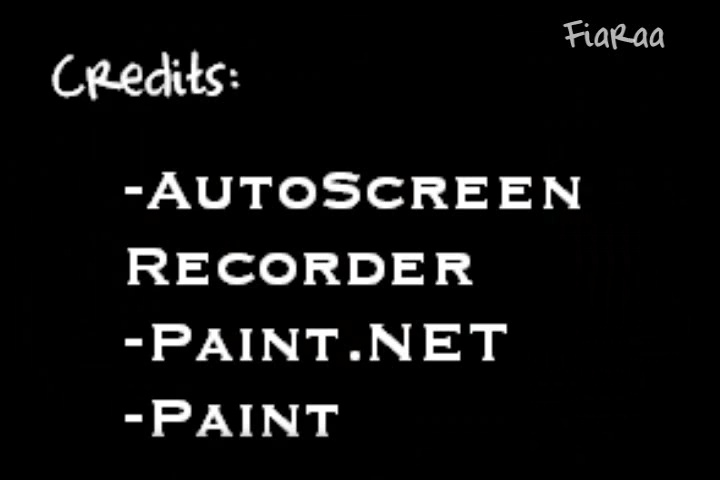 FiaRaa
Credits:
-AutoScreen
Recorder
-Paint.NET
-Paint